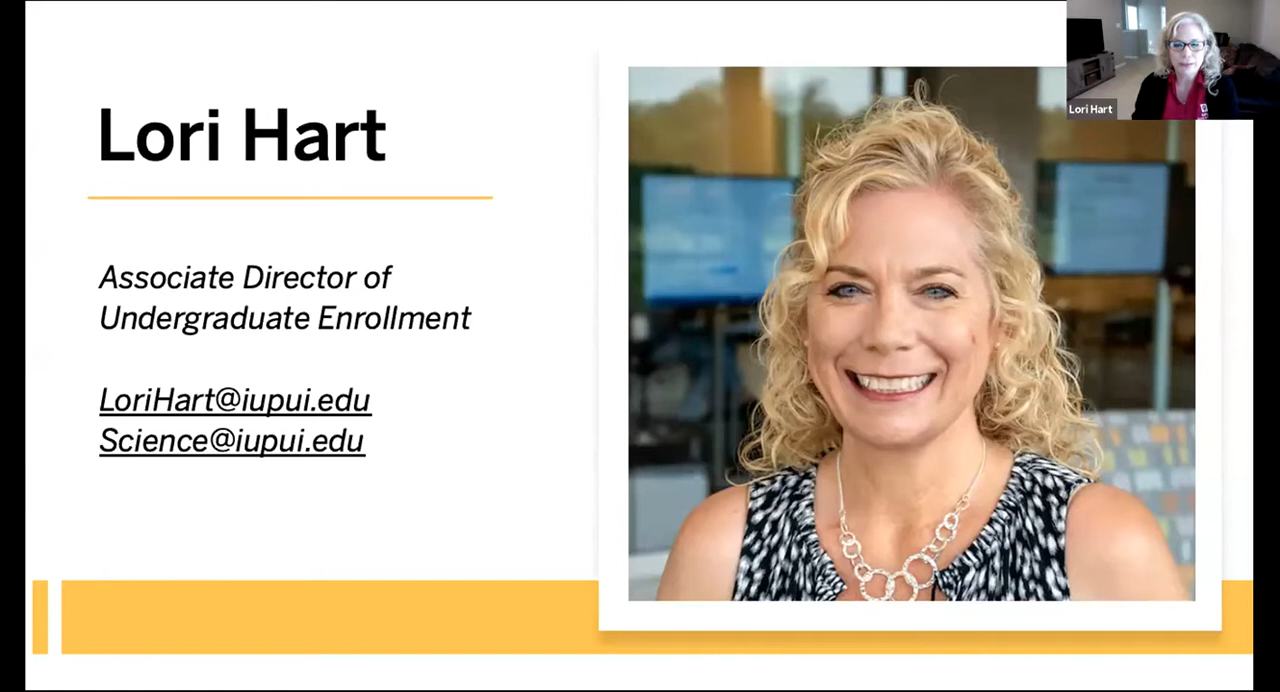 Lori Hart
Associate Director of
Undergraduate Enrollment
LoriHart@iupui.edu
Science@iupui.edu
Lori Hart